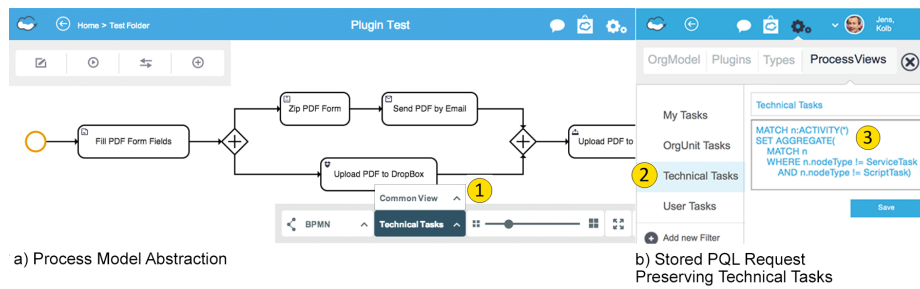 Home > Test Folder
Plugin Test
Zip PDF Form
Send PDF by Email
Fill PDF Form Fields
Upload PDF to
Upload PDF to DropBox
Common View
1
BPMN
Technical Tasks
a) Process Model Abstraction
Jens,
Kolb
OrgModel
Plugins
Types
ProcessViews
My Tasks
OrgUnit Tasks
2
Technical Tasks
User Tasks
Add new Filter
Technical Tasks
MATCH n:ACTIVITY(*)
SET AGGREGATE(
MATCH n
WHERE n.nodeType != ServiceTask
AND n.nodeType != ScriptTask)
3
Save
b) Stored PQL Request
Preserving Technical Tasks